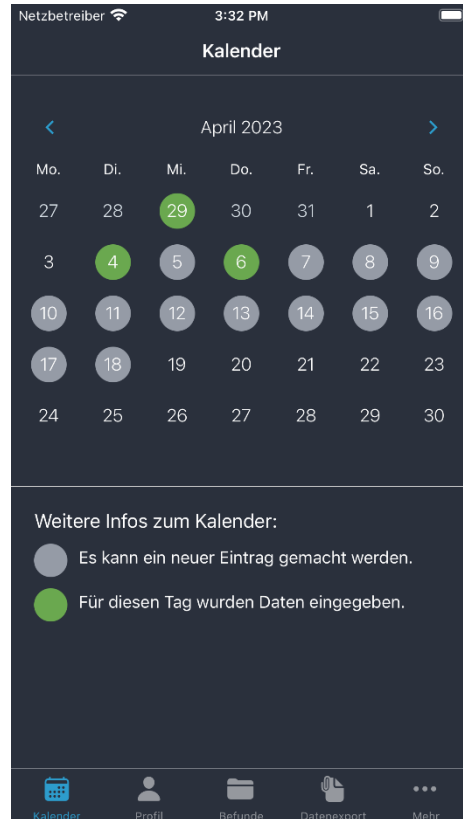 Netzbetreiber 3:32 PM
Kalender
April 2023
Mo. Di. Mi. Do. Fr. Sa. So.
27 28 29 30 31 1 2
3 4 5 6 7 8 9
10 11 12 13 14 15 16
17 18 19 20 21 22 23
24 25 26 27 28 29 30
Weitere Infos zum Kalender:
Es kann ein neuer Eintrag gemacht werden.
Für diesen Tag wurden Daten eingegeben.
Kalender Profil Befunde Datenexport Mehr